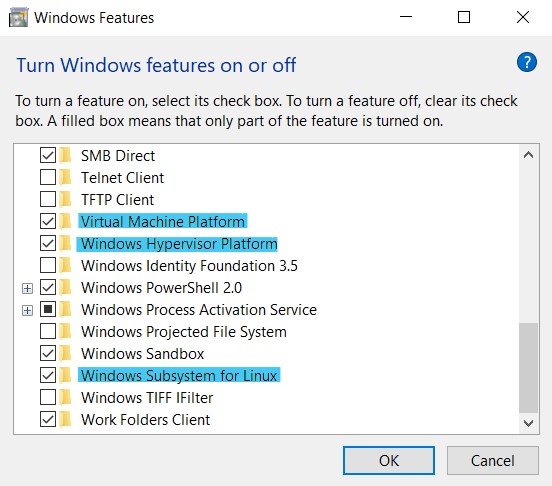 Windows Features
Turn Windows features on or off
?
To turn a feature on, select its check box. To turn a feature off, clear its check
box. A filled box means that only part of the feature is turned on.
SMB Direct
Telnet Client
TFTP Client
Virtual Machine Platform
Windows Hypervisor Platform
Windows Identity Foundation 3.5
Windows PowerShell 2.0
Windows Process Activation Service
Windows Projected File System
Windows Sandbox
Windows Subsystem for Linux
Windows TIFF IFilter
Work Folders Client
OK Cancel